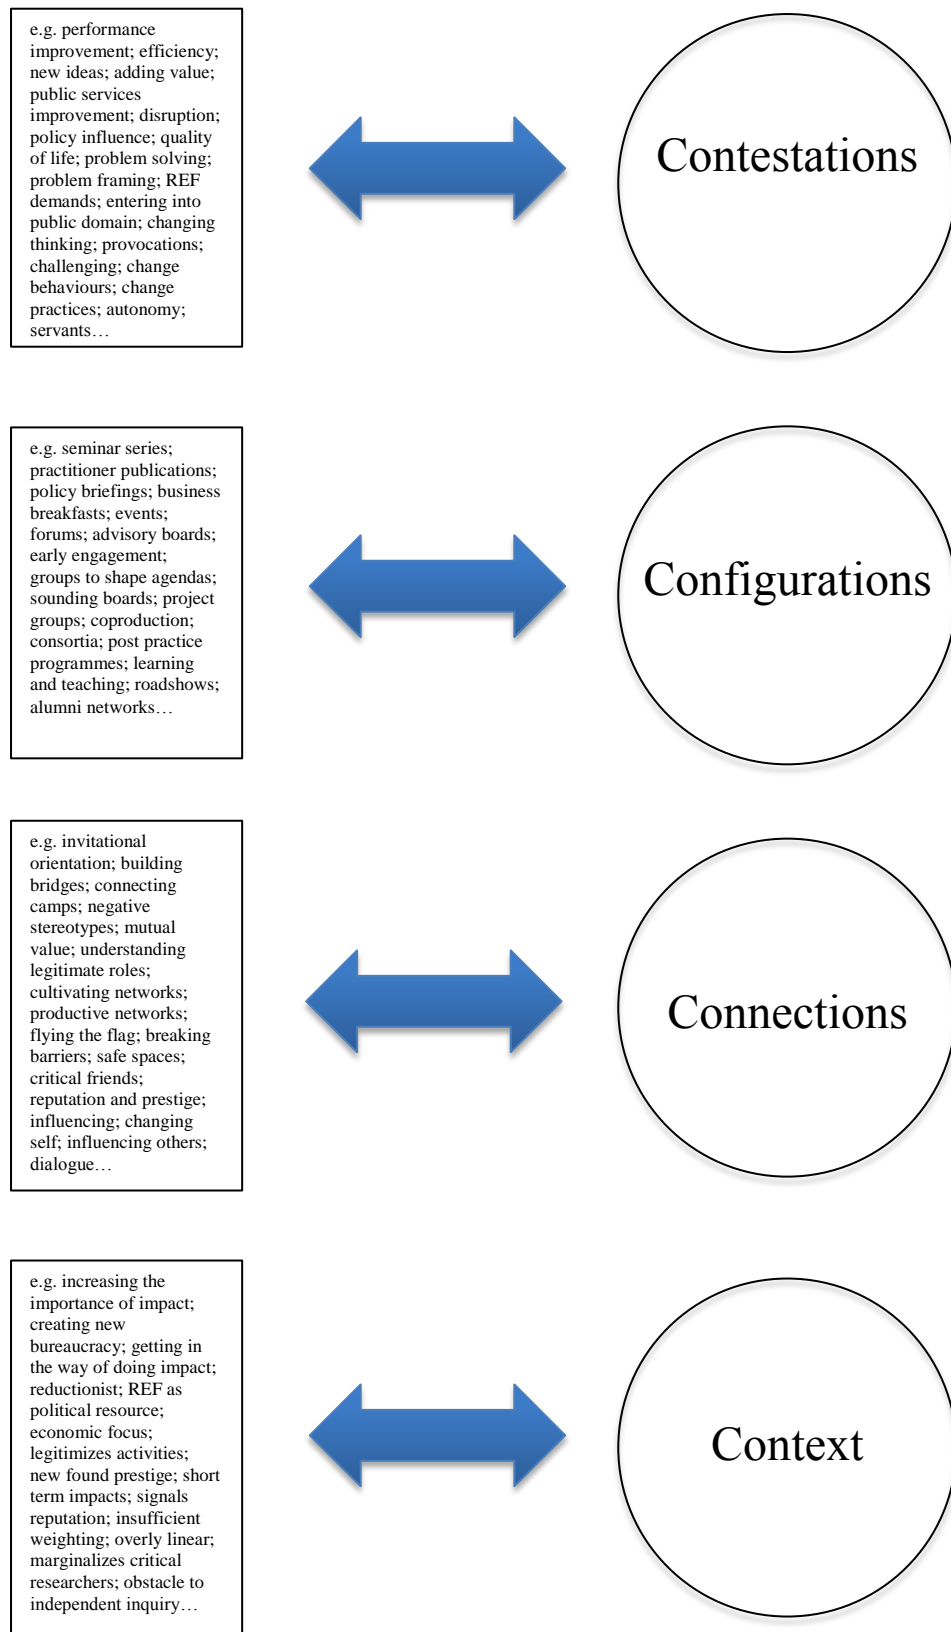 e.g. performance
improvement; efficiency;
new ideas; adding value;
public services
improvement; disruption;
policy influence; quality
of life; problem solving;
problem framing; REF
demands; entering into
public domain; changing
thinking; provocations;
challenging; change
behaviours; change
practices; autonomy;
servants…
Contestations
e.g. seminar series;
practitioner publications;
policy briefings; business
breakfasts; events;
forums; advisory boards;
early engagement;
groups to shape agendas;
sounding boards; project
groups; coproduction;
consortia; post practice
programmes; learning
and teaching; roadshows;
alumni networks…
Configurations
e.g. invitational
orientation; building
bridges; connecting
camps; negative
stereotypes; mutual
value; understanding
legitimate roles;
cultivating networks;
productive networks;
flying the flag; breaking
barriers; safe spaces;
critical friends;
reputation and prestige;
influencing; changing
self; influencing others;
dialogue…
Connections
e.g. increasing the
importance of impact;
creating new
bureaucracy; getting in
the way of doing impact;
reductionist; REF as
political resource;
economic focus;
legitimizes activities;
new found prestige; short
term impacts; signals
reputation; insufficient
weighting; overly linear;
marginalizes critical
researchers; obstacle to
independent inquiry…
Context